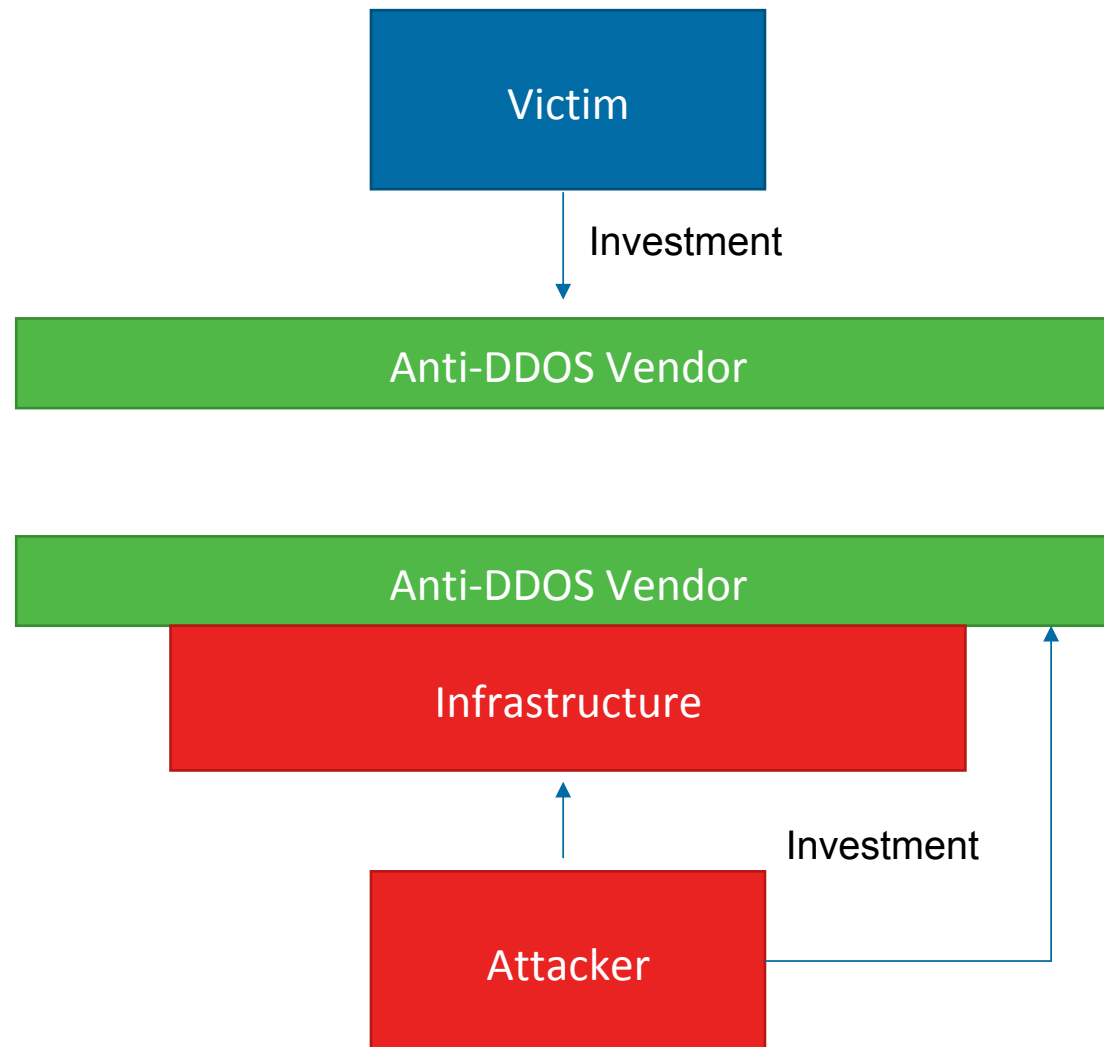 Victim
Investment
Anti-DDOS Vendor
Anti-DDOS Vendor
Infrastructure
Investment
Attacker